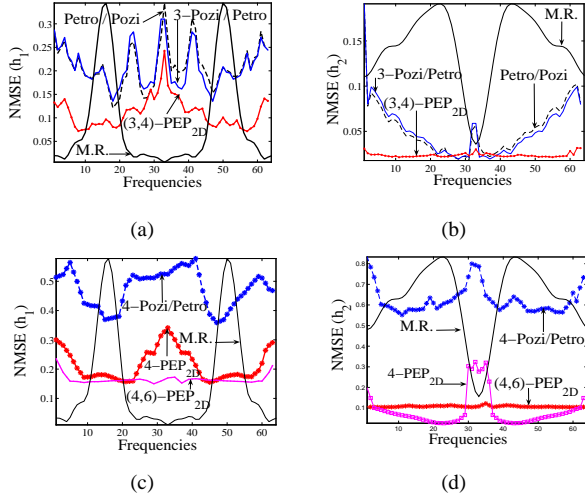 Petro / Pozi
3−Pozi / Petro
(3,4)−PEP2D
M.R.
NMSE (h1)
0.3
0.25
0.2
0.15
0.1
0.05
10 20 30 40 50 60
Frequencies
(a)
M.R.
3−Pozi/Petro
Petro/Pozi
(3,4)−PEP2D
NMSE (h2)
0.15
0.1
0.05
10 20 30 40 50 60
Frequencies
(b)
4−Pozi/Petro
M.R.
4−PEP2D
(4,6)−PEP2D
NMSE (h1)
0.5
0.4
0.3
0.2
0.1
10 20 30 40 50 60
Frequencies
(c)
M.R.
4−Pozi/Petro
4−PEP2D
(4,6)−PEP2D
NMSE (h2)
0.8
0.7
0.6
0.5
0.4
0.3
0.2
0.1
10 20 30 40 50 60
Frequencies
(d)